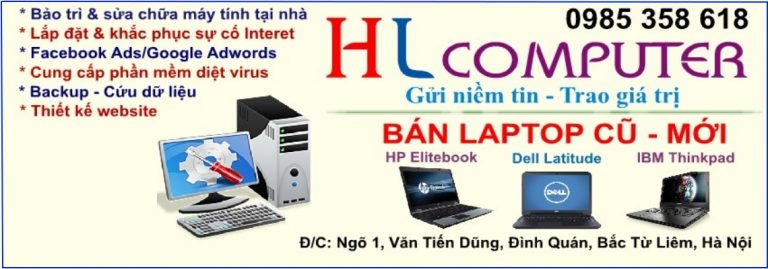 * Bảo trì & sửa chữa máy tính tại nhà
* Lắp đặt & khắc phục sự cố Interet
* Facebook Ads/Google Adwords
* Cung cấp phần mềm diệt virus
* Backup - Cứu dữ liệu
* Thiết kế website
0985 358 618
HL COMPUTER
Gửi niềm tin - Trao giá trị
BÁN LAPTOP CŨ - MỚI
HP Elitebook Dell Latitude IBM Thinkpad
DELL
Đ/C: Ngõ 1, Văn Tiến Dũng, Đình Quán, Bắc Từ Liêm, Hà Nội